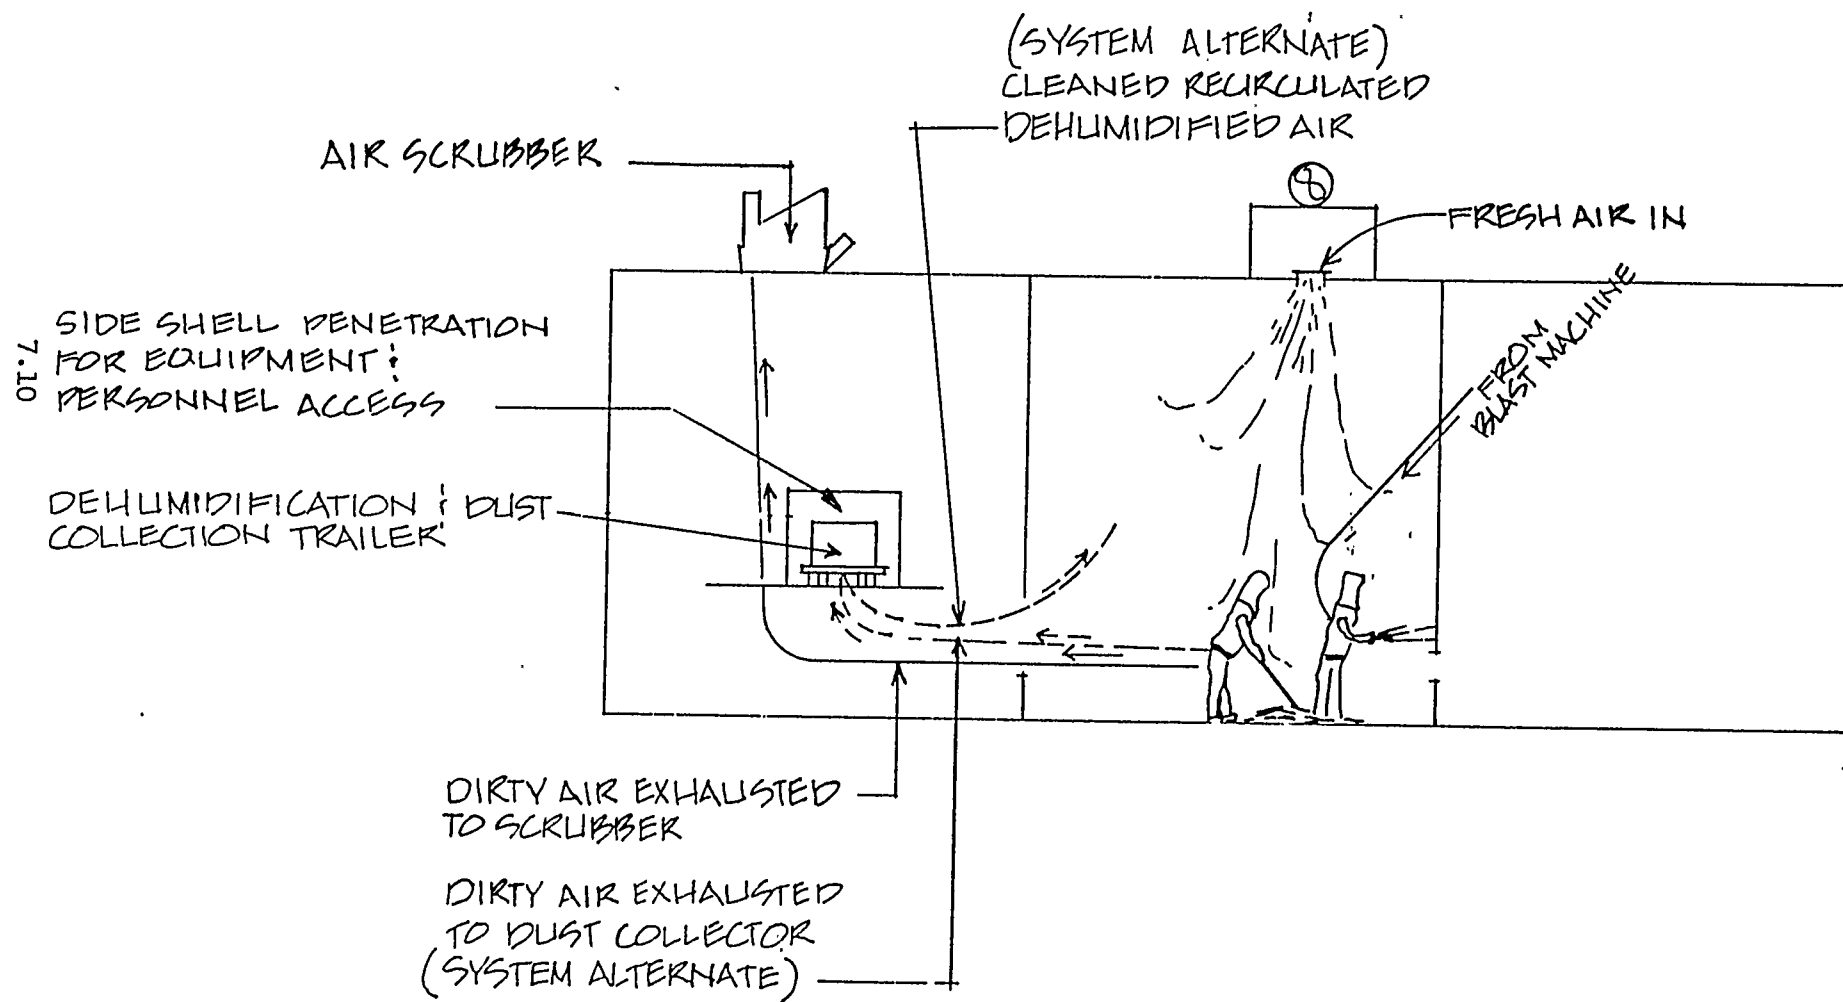 (SYSTEM ALTERNATE)
CLEANED RECIRCULATED
DEHUMIDIFIED AIR
AIR SCRUBBER
8
FRESH AIR IN
FROM
BLAST MACHINE
SIDE SHELL PENETRATION
FOR EQUIPMENT &
PERSONNEL ACCESS
7.10
DEHUMIDIFICATION & DUST
COLLECTION TRAILER
DIRTY AIR EXHAUSTED
TO SCRUBBER
DIRTY AIR EXHAUSTED
TO DUST COLLECTOR
(SYSTEM ALTERNATE)